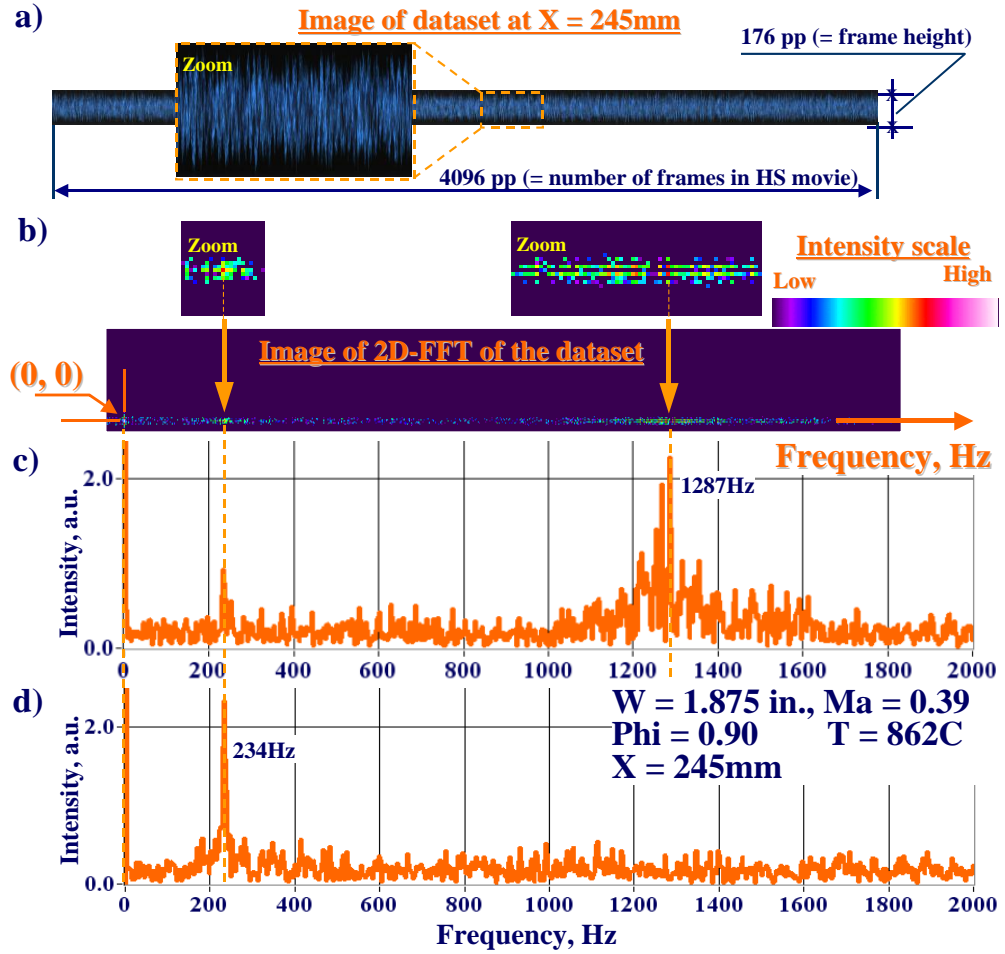 a)
Image of dataset at X = 245mm
176 pp (= frame height)
Zoom
4096 pp (= number of frames in HS movie)
b)
Zoom
Zoom
Intensity scale
Low
High
Image of 2D-FFT of the dataset
(0, 0)
Frequency, Hz
c)
Intensity, a.u.
2.0
0.0
1287Hz
0 200 400 600 800 1000 1200 1400 1600 1800 2000
d)
Intensity, a.u.
2.0
0.0
234Hz
W = 1.875 in., Ma = 0.39
Phi = 0.90 T = 862C
X = 245mm
0 200 400 600 800 1000 1200 1400 1600 1800 2000
Frequency, Hz